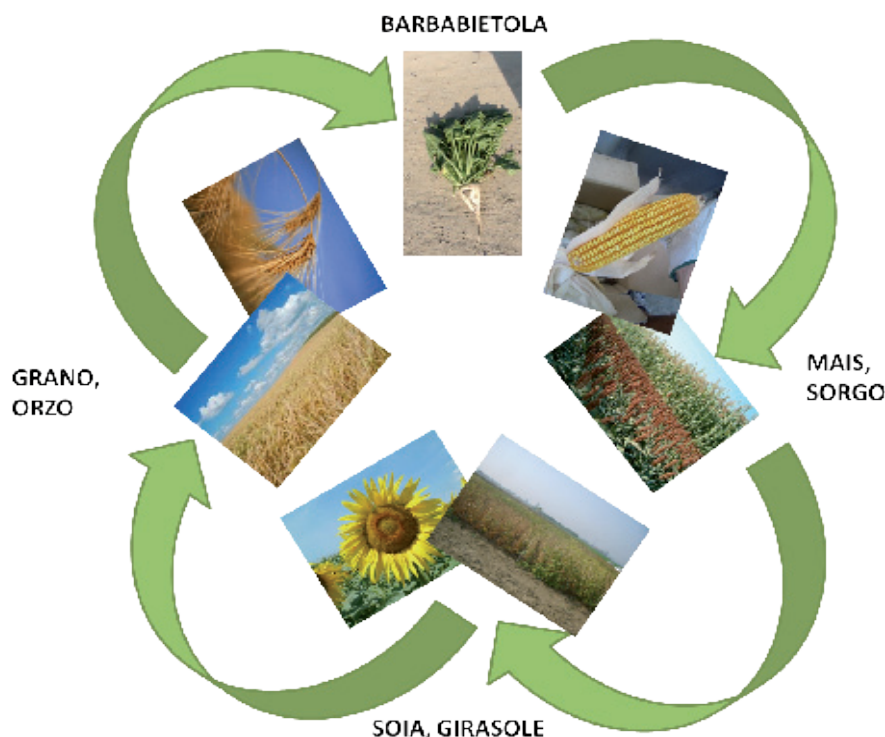 BARBABIETOLA
MAIS,
SORGO
SOIA, GIRASOLE
GRANO,
ORZO